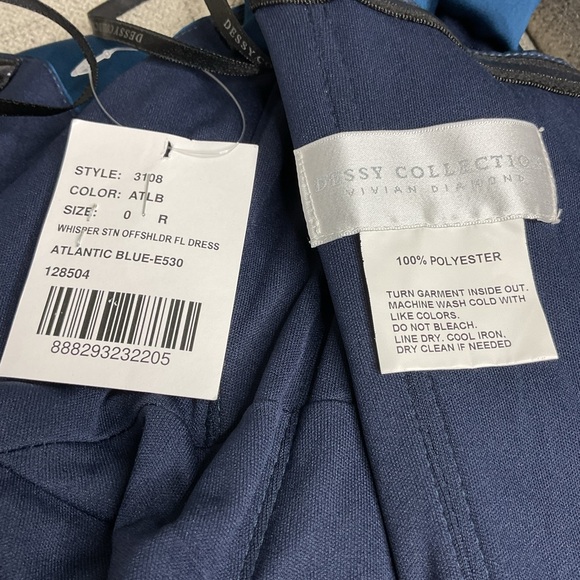 DESSY COLLE
STYLE: 3108
COLOR: ATLB
SIZE: 0 R
WHISPER STN OFFSHLDR FL DRESS
ATLANTIC BLUE-E530
128504
888293232205
DESSY COLLECTIO
VIVIAN DIAMOND
100% POLYESTER
TURN GARMENT INSIDE OUT.
MACHINE WASH COLD WITH
LIKE COLORS.
DO NOT BLEACH.
LINE DRY. COOL IRON,
DRY CLEAN IF NEEDED